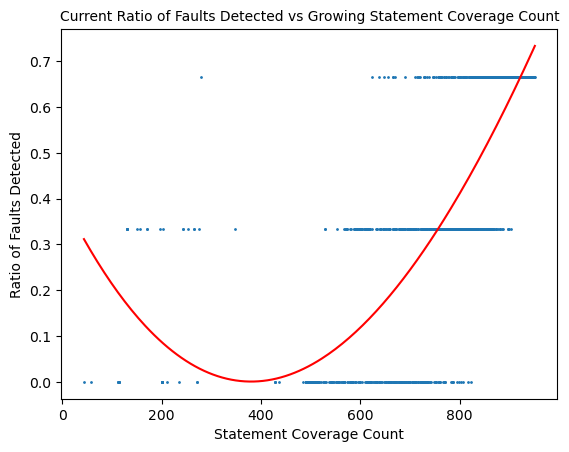 Current Ratio of Faults Detected vs Growing Statement Coverage Count
Ratio of Faults Detected
0.7
0.6
0.5
0.4
0.3
0.2
0.1
0.0
0 200 400 600 800
Statement Coverage Count